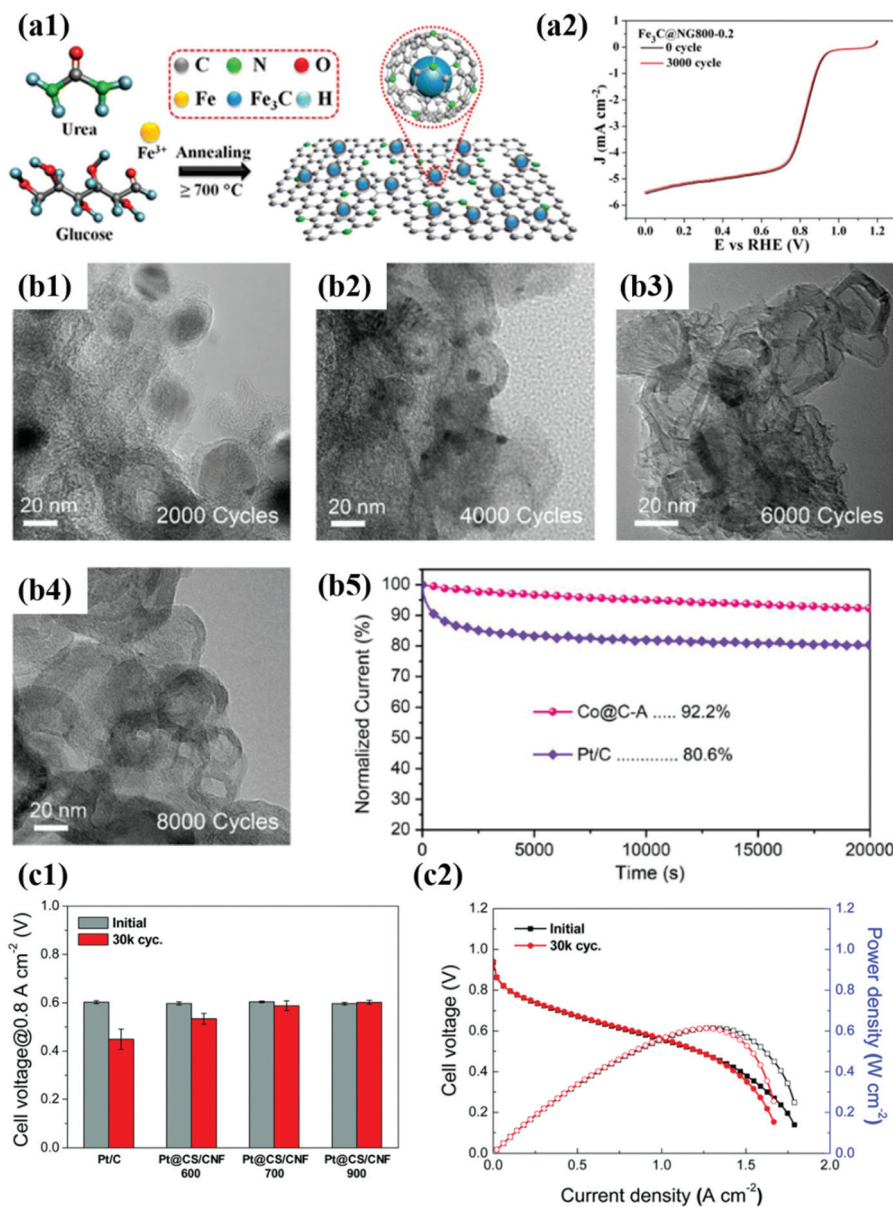 (a1)
C N O
Fe Fe₃C H
Urea
Fe³⁺
Annealing
≥ 700 °C
Glucose
(a2)
Fe₃C@NG800-0.2
0 cycle
3000 cycle
J (mA cm⁻²)
1
0
-1
-2
-3
-4
-5
-6
0.0 0.2 0.4 0.6 0.8 1.0 1.2
E vs RHE (V)
(b1)
20 nm
2000 Cycles
(b2)
20 nm
4000 Cycles
(b3)
20 nm
6000 Cycles
(b4)
20 nm
8000 Cycles
(b5)
Normalized Current (%)
100
90
80
70
60
50
40
30
20
Co@C-A ..... 92.2%
Pt/C ............. 80.6%
0 5000 10000 15000 20000
Time (s)
(c1)
Cell voltage@0.8 A cm⁻² (V)
1.0
0.8
0.6
0.4
0.2
0.0
Initial
30k cyc.
Pt/C Pt@CS/CNF Pt@CS/CNF Pt@CS/CNF
600 700 900
(c2)
Cell voltage (V)
1.2
1.0
0.8
0.6
0.4
0.2
0.0
Initial
30k cyc.
1.2
1.0
0.8
0.6
0.4
0.2
0.0
Power density (W cm⁻²)
0.0 0.5 1.0 1.5 2.0
Current density (A cm⁻²)